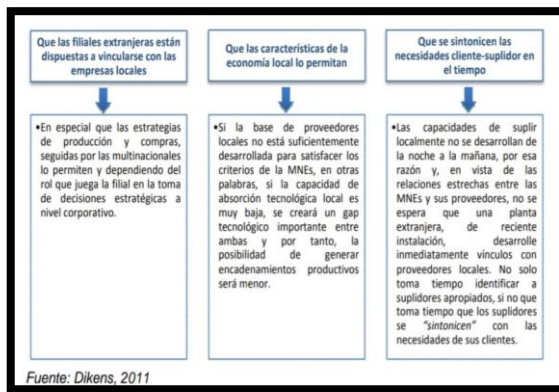 Que las filiales extranjeras están
dispuestas a vincularse con las
empresas locales
•En especial que las estrategias
de producción y compras,
seguidas por las multinacionales
lo permiten y dependiendo del
rol que juega la filial en la toma
de decisiones estratégicas a
nivel corporativo.
Que las características de la
economía local lo permitan
•Si la base de proveedores
locales no está suficientemente
desarrollada para satisfacer los
criterios de la MNEs, en otras
palabras, si la capacidad de
absorción tecnológica local es
muy baja, se creará un gap
tecnológico importante entre
ambas y por tanto, la
posibilidad de generar
encadenamientos productivos
será menor.
Que se sintonicen las
necesidades cliente-suplidor en
el tiempo
•Las capacidades de suplir
localmente no se desarrollan de
la noche a la mañana, por esa
razón y, en vista de las
relaciones estrechas entre las
MNEs y sus proveedores, no se
espera que una planta
extranjera, de reciente
instalación, desarrolle
inmediatamente vínculos con
proveedores locales. No solo
toma tiempo identificar a
suplidores apropiados, si no que
toma tiempo que los suplidores
se "sintonicen" con las
necesidades de sus clientes.
Fuente: Dikens, 2011